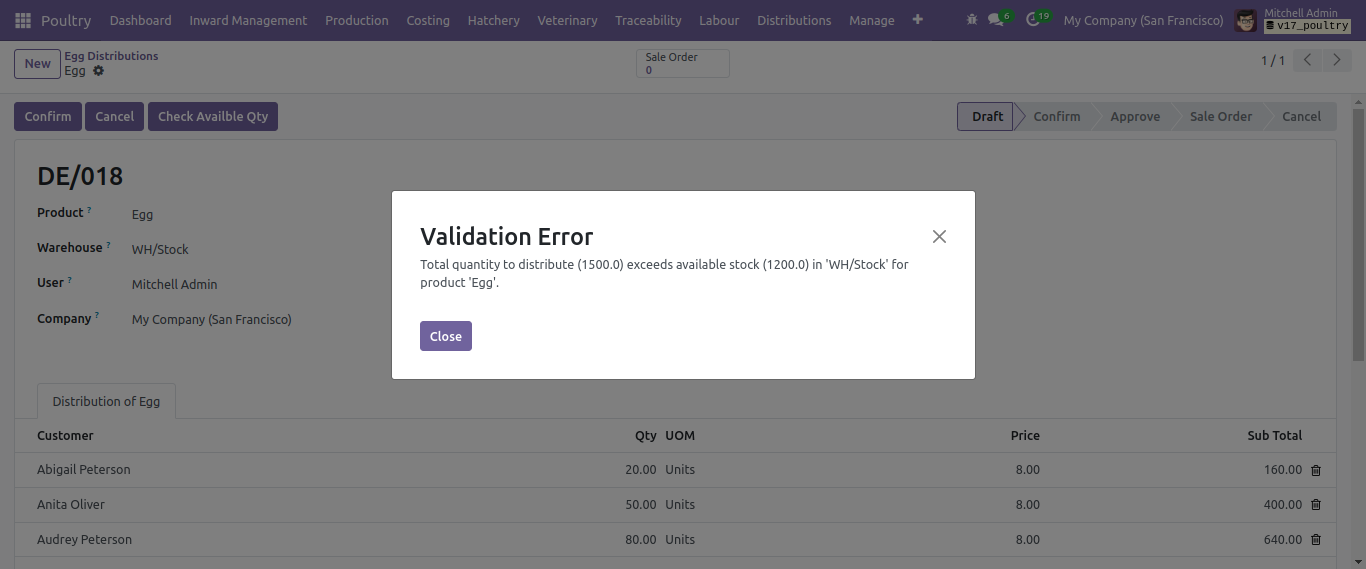 Poultry Dashboard Inward Management Production Costing Hatchery Veterinary Traceability Labour Distributions Manage + 6 19 My Company (San Francisco) Mitchell Admin
v17_poultry
New Egg Distributions
Egg
Sale Order
0
1 / 1
Confirm Cancel Check Availble Qty Draft Confirm Approve Sale Order Cancel
DE/018
Product ? Egg
Warehouse ? WH/Stock
User ? Mitchell Admin
Company ? My Company (San Francisco)
Validation Error
Total quantity to distribute (1500.0) exceeds available stock (1200.0) in 'WH/Stock' for
product 'Egg'.
Close
Distribution of Egg
Customer Qty UOM Price Sub Total
Abigail Peterson 20.00 Units 8.00 160.00
Anita Oliver 50.00 Units 8.00 400.00
Audrey Peterson 80.00 Units 8.00 640.00